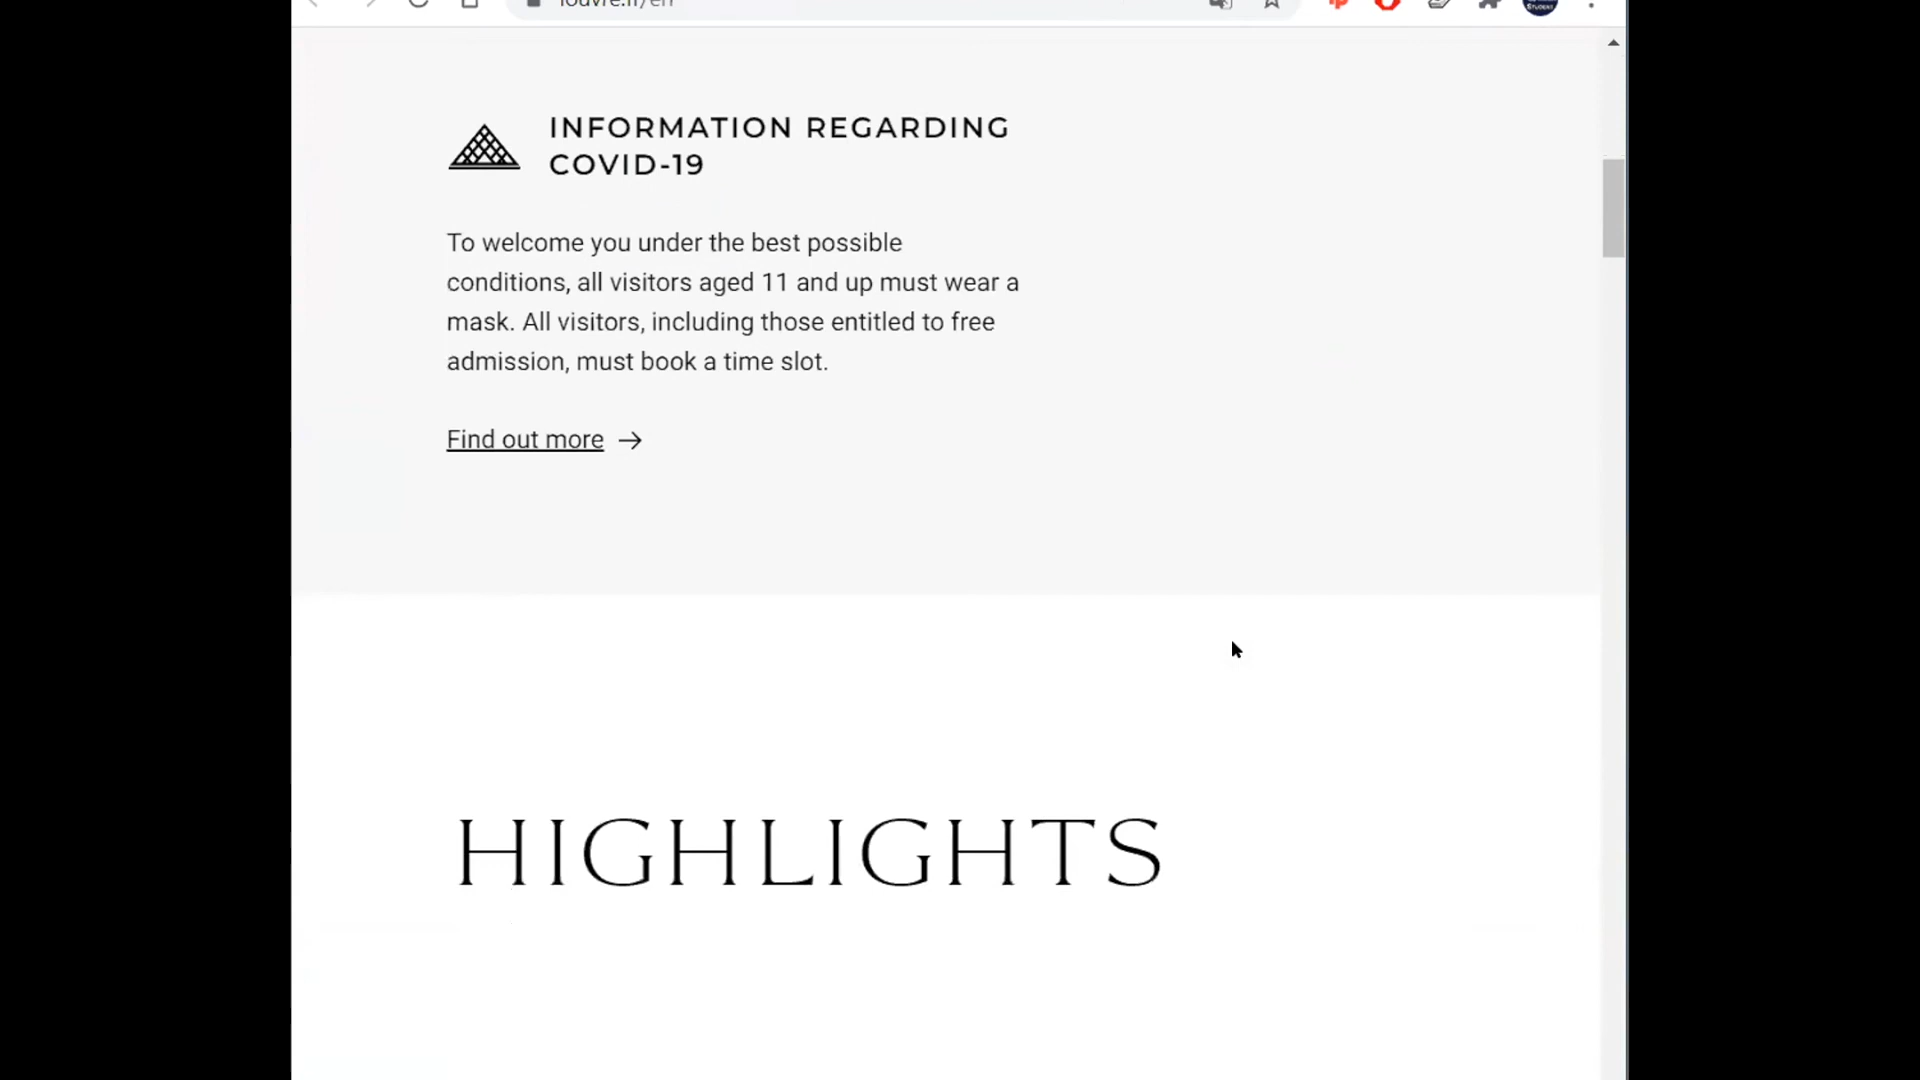 INFORMATION REGARDING
COVID-19
To welcome you under the best possible
conditions, all visitors aged 11 and up must wear a
mask. All visitors, including those entitled to free
admission, must book a time slot.
Find out more →
HIGHLIGHTS